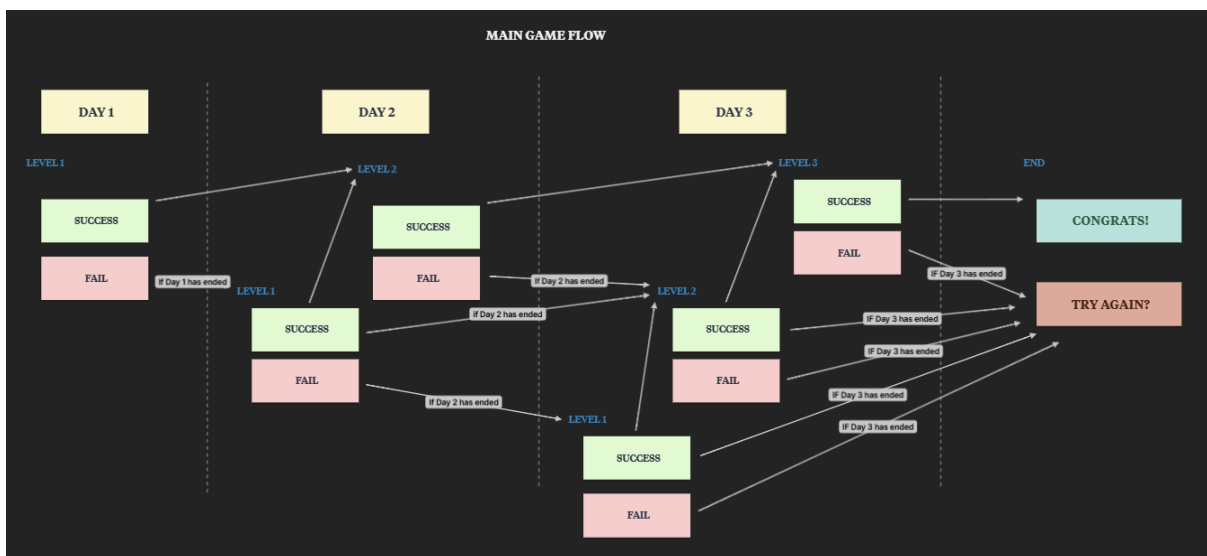 MAIN GAME FLOW
DAY 1
DAY 2
DAY 3
LEVEL 1
LEVEL 2
LEVEL 3
END
SUCCESS
SUCCESS
SUCCESS
CONGRATS!
FAIL
If Day 1 has ended
FAIL
If Day 2 has ended
FAIL
IF Day 3 has ended
LEVEL 1
LEVEL 2
TRY AGAIN?
SUCCESS
if Day 2 has ended
SUCCESS
IF Day 3 has ended
FAIL
If Day 2 has ended
FAIL
IF Day 3 has ended
LEVEL 1
IF Day 3 has ended
SUCCESS
IF Day 3 has ended
FAIL